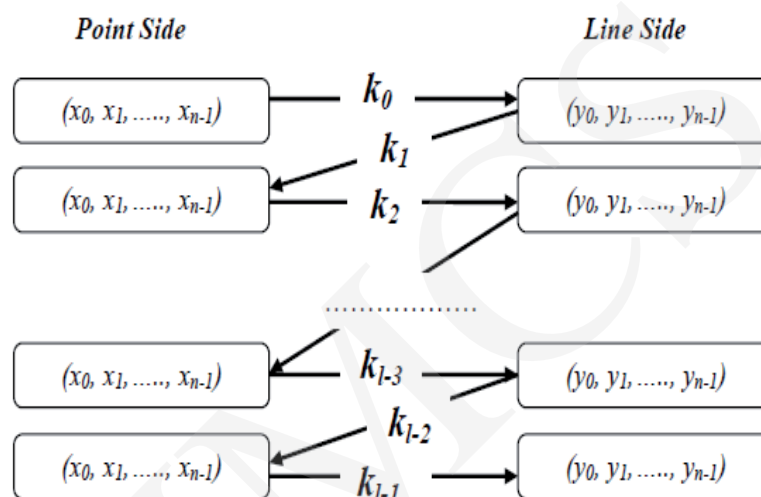 Point Side Line Side
(x0, x1, ....., xn-1) k0 (y0, y1, ....., yn-1)
k1
(x0, x1, ....., xn-1) k2 (y0, y1, ....., yn-1)
..................
(x0, x1, ....., xn-1) kl-3 (y0, y1, ....., yn-1)
kl-2
(x0, x1, ....., xn-1) kl-1 (y0, y1, ....., yn-1)